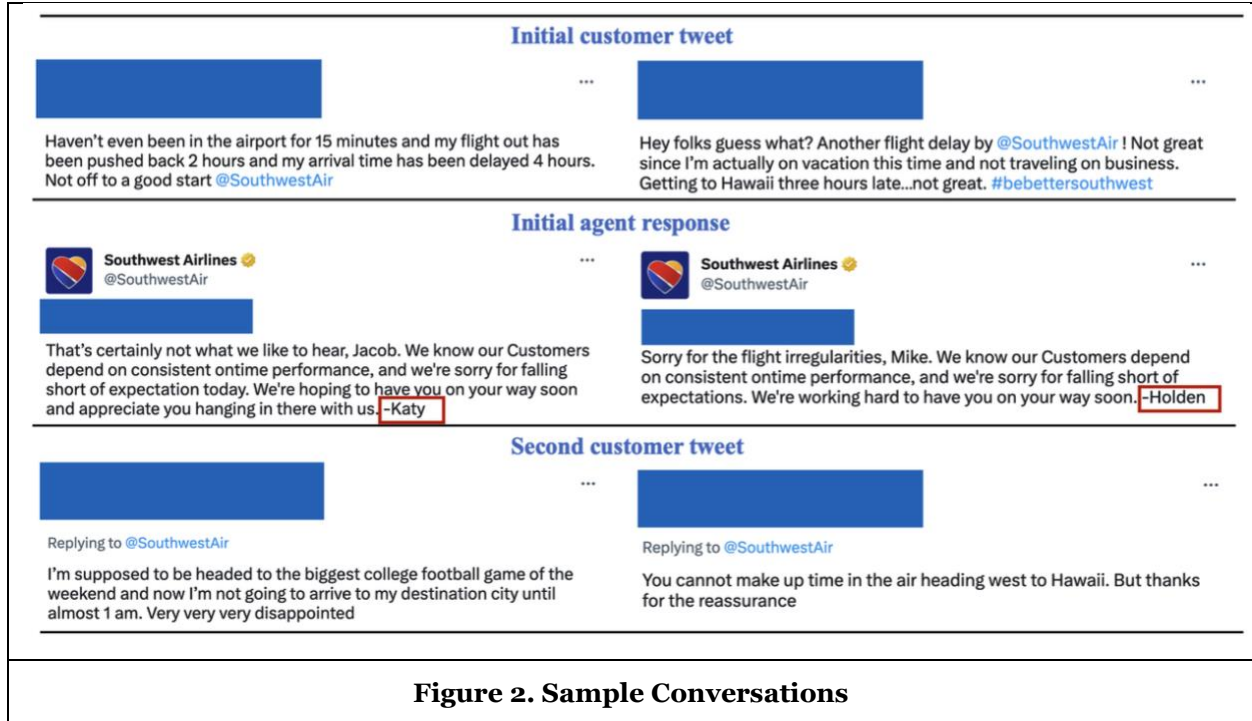 Initial customer tweet
...
Haven't even been in the airport for 15 minutes and my flight out has
been pushed back 2 hours and my arrival time has been delayed 4 hours.
Not off to a good start @SouthwestAir
...
Hey folks guess what? Another flight delay by @SouthwestAir ! Not great
since I'm actually on vacation this time and not traveling on business.
Getting to Hawaii three hours late...not great. #bebettersouthwest
Initial agent response
Southwest Airlines
...
@SouthwestAir
That's certainly not what we like to hear, Jacob. We know our Customers
depend on consistent ontime performance, and we're sorry for falling
short of expectation today. We're hoping to have you on your way soon
and appreciate you hanging in there with us. -Katy
Southwest Airlines
...
@SouthwestAir
Sorry for the flight irregularities, Mike. We know our Customers depend
on consistent ontime performance, and we're sorry for falling short of
expectations. We're working hard to have you on your way soon. -Holden
Second customer tweet
...
Replying to @SouthwestAir
I'm supposed to be headed to the biggest college football game of the
weekend and now I'm not going to arrive to my destination city until
almost 1 am. Very very very disappointed
...
Replying to @SouthwestAir
You cannot make up time in the air heading west to Hawaii. But thanks
for the reassurance
Figure 2. Sample Conversations